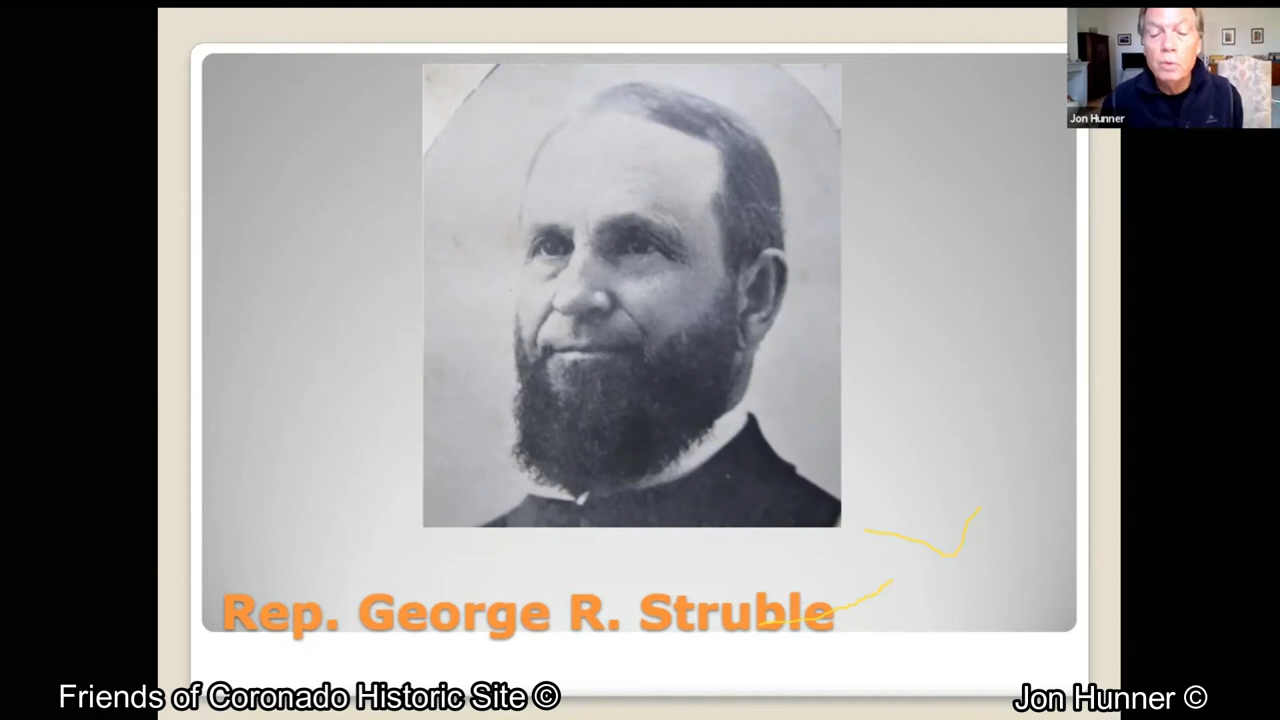 Jon Hunner
Rep. George R. Struble
Friends of Coronado Historic Site ©
Jon Hunner ©